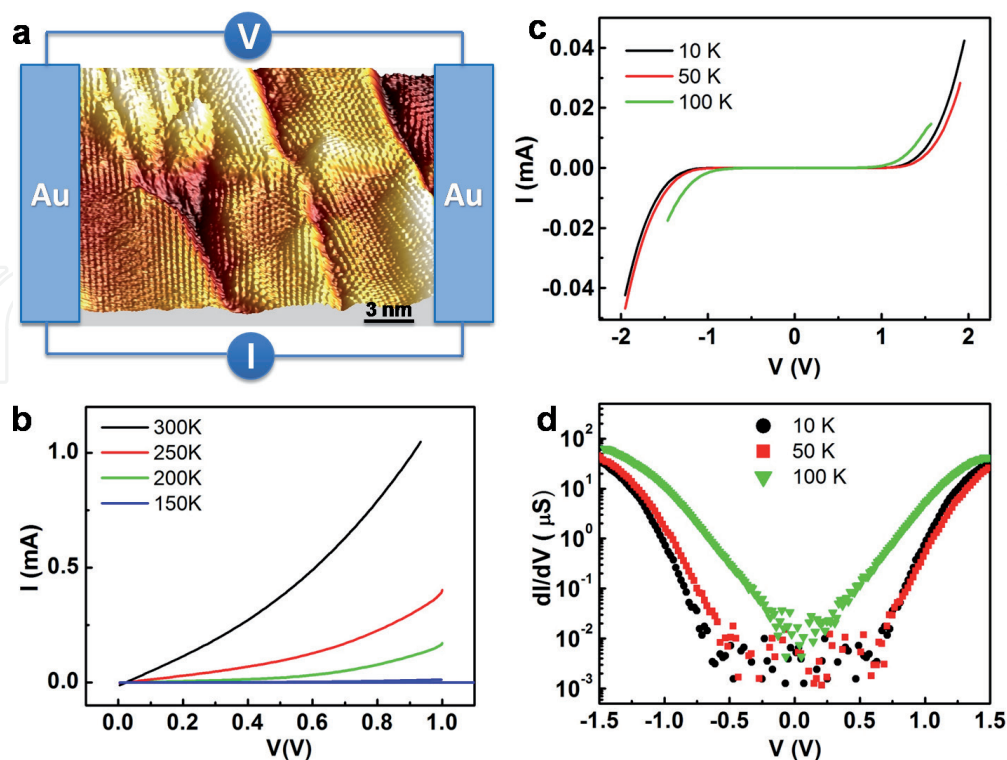 a
V
Au
Au
3 nm
I
b
300K
250K
200K
150K
I (mA)
1.0
0.5
0.0
0.0 0.2 0.4 0.6 0.8 1.0
V(V)
c
10 K
50 K
100 K
I (mA)
0.04
0.02
0.00
-0.02
-0.04
-2 -1 0 1 2
V (V)
d
10 K
50 K
100 K
dI/dV ( μS)
10²
10¹
10⁰
10⁻¹
10⁻²
10⁻³
-1.5 -1.0 -0.5 0.0 0.5 1.0 1.5
V (V)